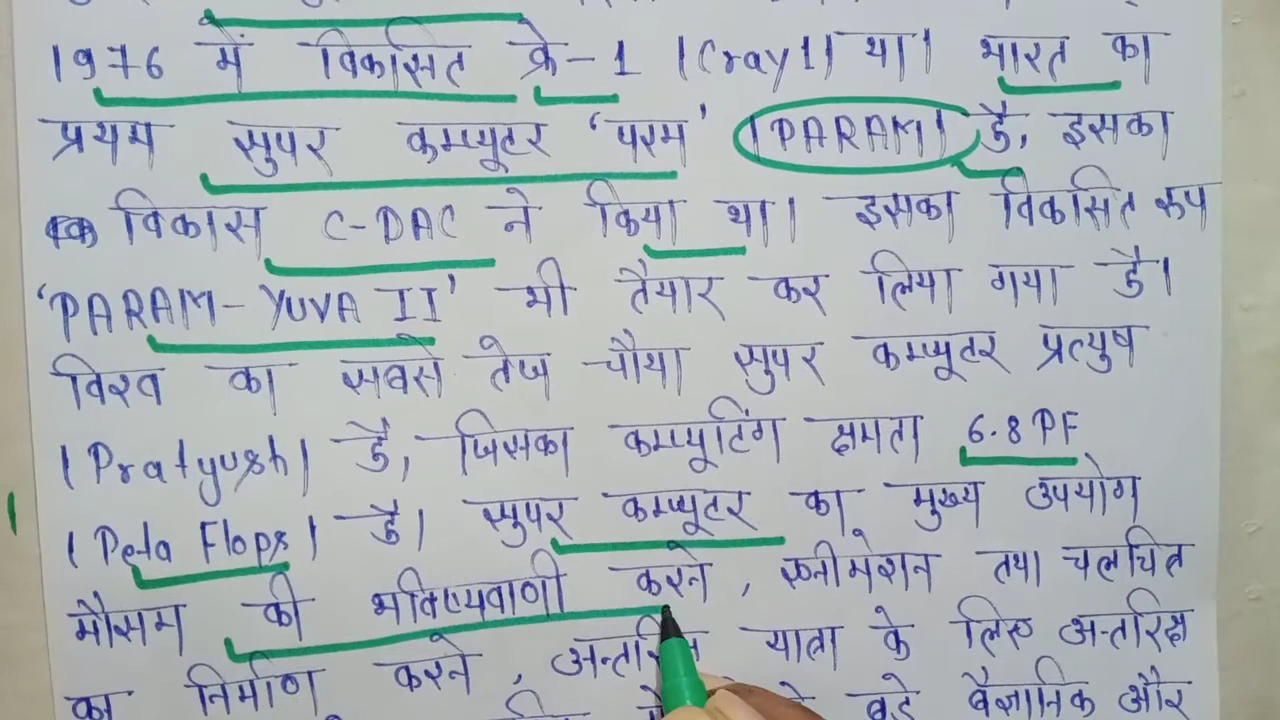 1976 में विकसित क्रे-1 (Cray1) था। भारत का
प्रथम सुपर कम्प्यूटर 'परम' (PARAM) है, इसका
विकास C-DAC ने किया था। इसका विकसित रूप
'PARAM-YUVA II' भी तैयार कर लिया गया है।
विश्व का सबसे तेज चौथा सुपर कम्प्यूटर प्रत्युष
(Pratyush) है, जिसका कम्प्यूटिंग क्षमता 6.8 PF
(Peta Flops) है। सुपर कम्प्यूटर का मुख्य उपयोग
मौसम की भविष्यवाणी करने, एनीमेशन तथा चलचित्र
का निर्माण करने, अन्तरिक्ष यात्रा के लिए अन्तरिक्ष
बड़े वैज्ञानिक और